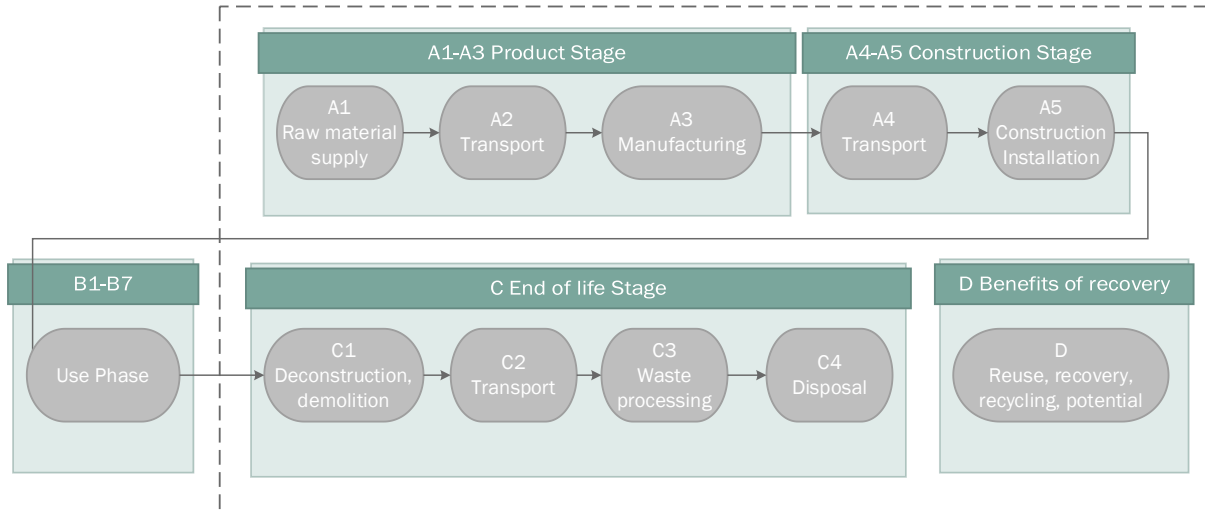 A1-A3 Product Stage
A4-A5 Construction Stage
A1
Raw material
supply
A2
Transport
A3
Manufacturing
A4
Transport
A5
Construction
Installation
B1-B7
C End of life Stage
D Benefits of recovery
Use Phase
C1
Deconstruction,
demolition
C2
Transport
C3
Waste
processing
C4
Disposal
D
Reuse, recovery,
recycling, potential